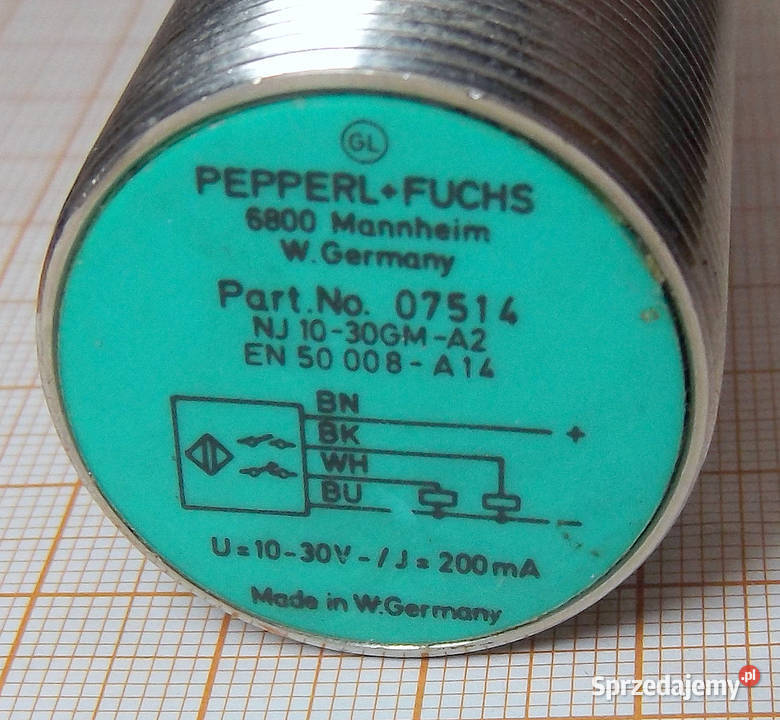 GL
PEPPERL+FUCHS
6800 Mannheim
W.Germany
Part.No. 07514
NJ 10-30GM-A2
EN 50 008-A14
BN
+
BK
WH
BU
-
U=10-30V-/J=200mA
Made in W.Germany
Sprzedajemy.pl